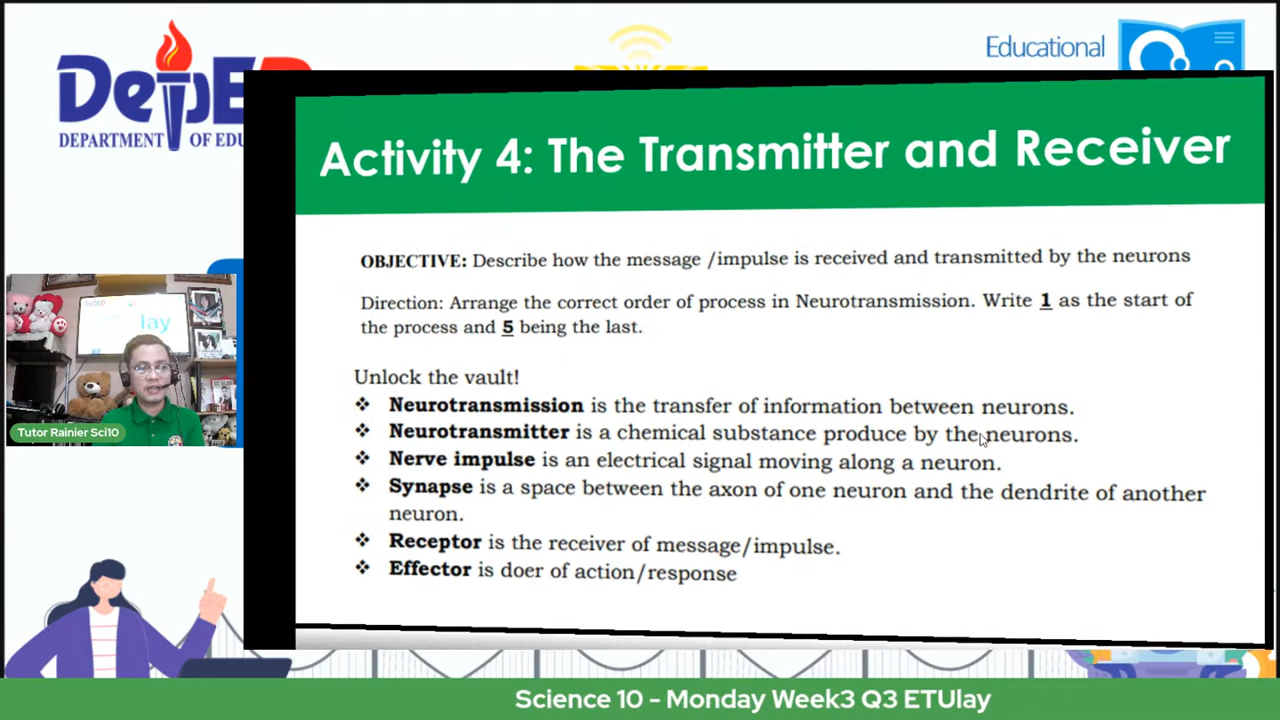 DepED
DEPARTMENT OF EDU
Educational
Activity 4: The Transmitter and Receiver
OBJECTIVE: Describe how the message /impulse is received and transmitted by the neurons
Direction: Arrange the correct order of process in Neurotransmission. Write 1 as the start of
the process and 5 being the last.
Unlock the vault!
❖ Neurotransmission is the transfer of information between neurons.
❖ Neurotransmitter is a chemical substance produce by the neurons.
❖ Nerve impulse is an electrical signal moving along a neuron.
❖ Synapse is a space between the axon of one neuron and the dendrite of another
neuron.
❖ Receptor is the receiver of message/impulse.
❖ Effector is doer of action/response
DepED
lay
Tutor Rainier Sci10
Science 10 - Monday Week3 Q3 ETUlay